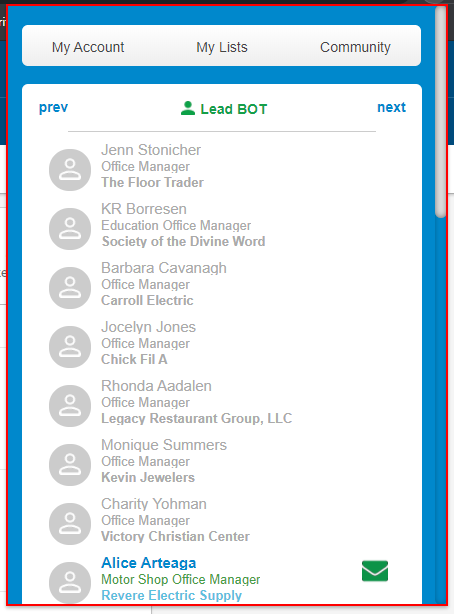 My Account My Lists Community
prev Lead BOT next
Jenn Stonicher
Office Manager
The Floor Trader
KR Borresen
Education Office Manager
Society of the Divine Word
Barbara Cavanagh
Office Manager
Carroll Electric
Jocelyn Jones
Office Manager
Chick Fil A
Rhonda Aadalen
Office Manager
Legacy Restaurant Group, LLC
Monique Summers
Office Manager
Kevin Jewelers
Charity Yohman
Office Manager
Victory Christian Center
Alice Arteaga
Motor Shop Office Manager
Revere Electric Supply